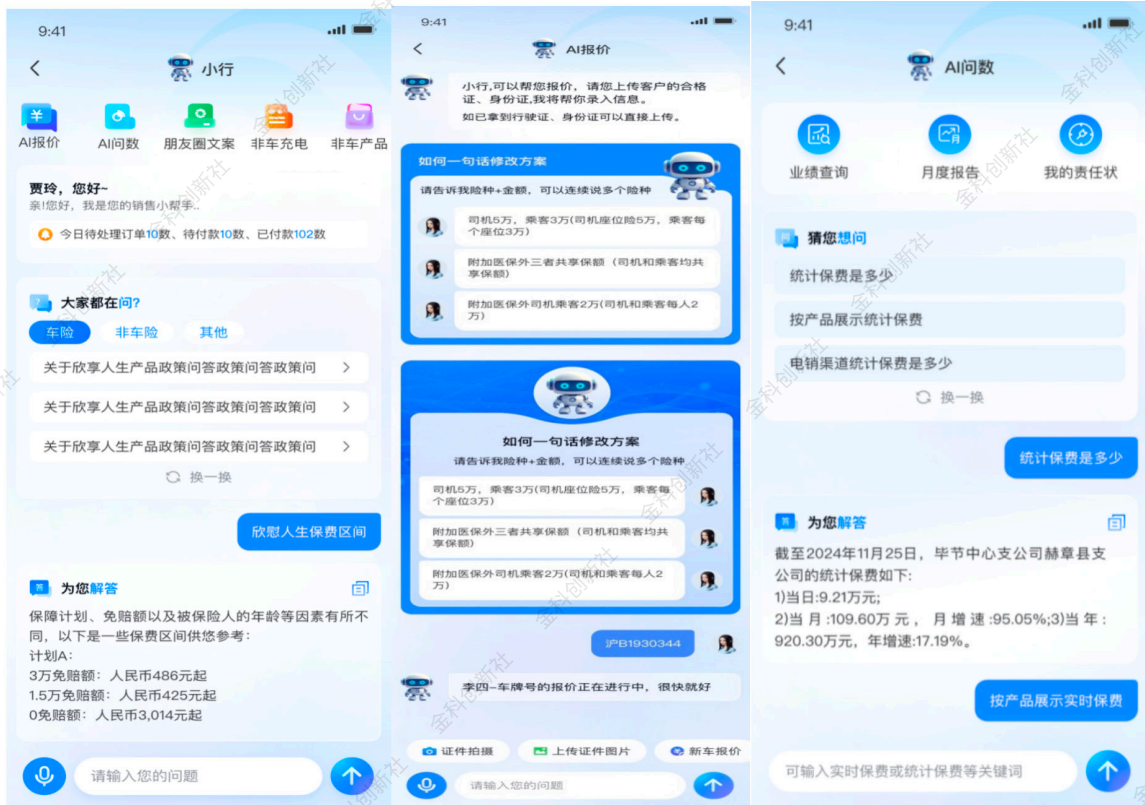 9:41
小行
AI报价
AI问数
朋友圈文案
非车充电
非车产品
贾玲，您好~
亲!您好，我是您的销售小帮手..
今日待处理订单10数、待付款10数、已付款102数
大家都在问?
车险
非车险
其他
关于欣享人生产品政策问答政策问答政策问
关于欣享人生产品政策问答政策问答政策问
关于欣享人生产品政策问答政策问答政策问
换一换
欣慰人生保费区间
答
为您解答
保障计划、免赔额以及被保险人的年龄等因素有所不
同，以下是一些保费区间供您参考：
计划A：
3万免赔额：人民币486元起
1.5万免赔额：人民币425元起
0免赔额：人民币3,014元起
请输入您的问题
9:41
AI报价
小行,可以帮您报价，请您上传客户的合格
证、身份证,我将帮你录入信息。
如已拿到行驶证、身份证可以直接上传。
如何一句话修改方案
请告诉我险种+金额，可以连续说多个险种
司机5万，乘客3万(司机座位险5万，乘客每
个座位3万)
附加医保外三者共享保额（司机和乘客均共
享保额)
附加医保外司机乘客2万(司机和乘客每人2
万)
如何一句话修改方案
请告诉我险种+金额，可以连续说多个险种
司机5万，乘客3万(司机座位险5万，乘客每
个座位3万)
附加医保外三者共享保额（司机和乘客均共
享保额)
附加医保外司机乘客2万(司机和乘客每人2
万)
沪B1930344
李四-车牌号的报价正在进行中，很快就好
证件拍摄
上传证件图片
新车报价
请输入您的问题
9:41
AI问数
业绩查询
月度报告
我的责任状
猜您想问
统计保费是多少
按产品展示统计保费
电销渠道统计保费是多少
换一换
统计保费是多少
答
为您解答
截至2024年11月25日，毕节中心支公司赫章县支
公司的统计保费如下:
1)当日:9.21万元;
2)当月:109.60万元，月增速:95.05%;3)当年:
920.30万元，年增速:17.19%。
按产品展示实时保费
可输入实时保费或统计保费等关键词
金科创新社